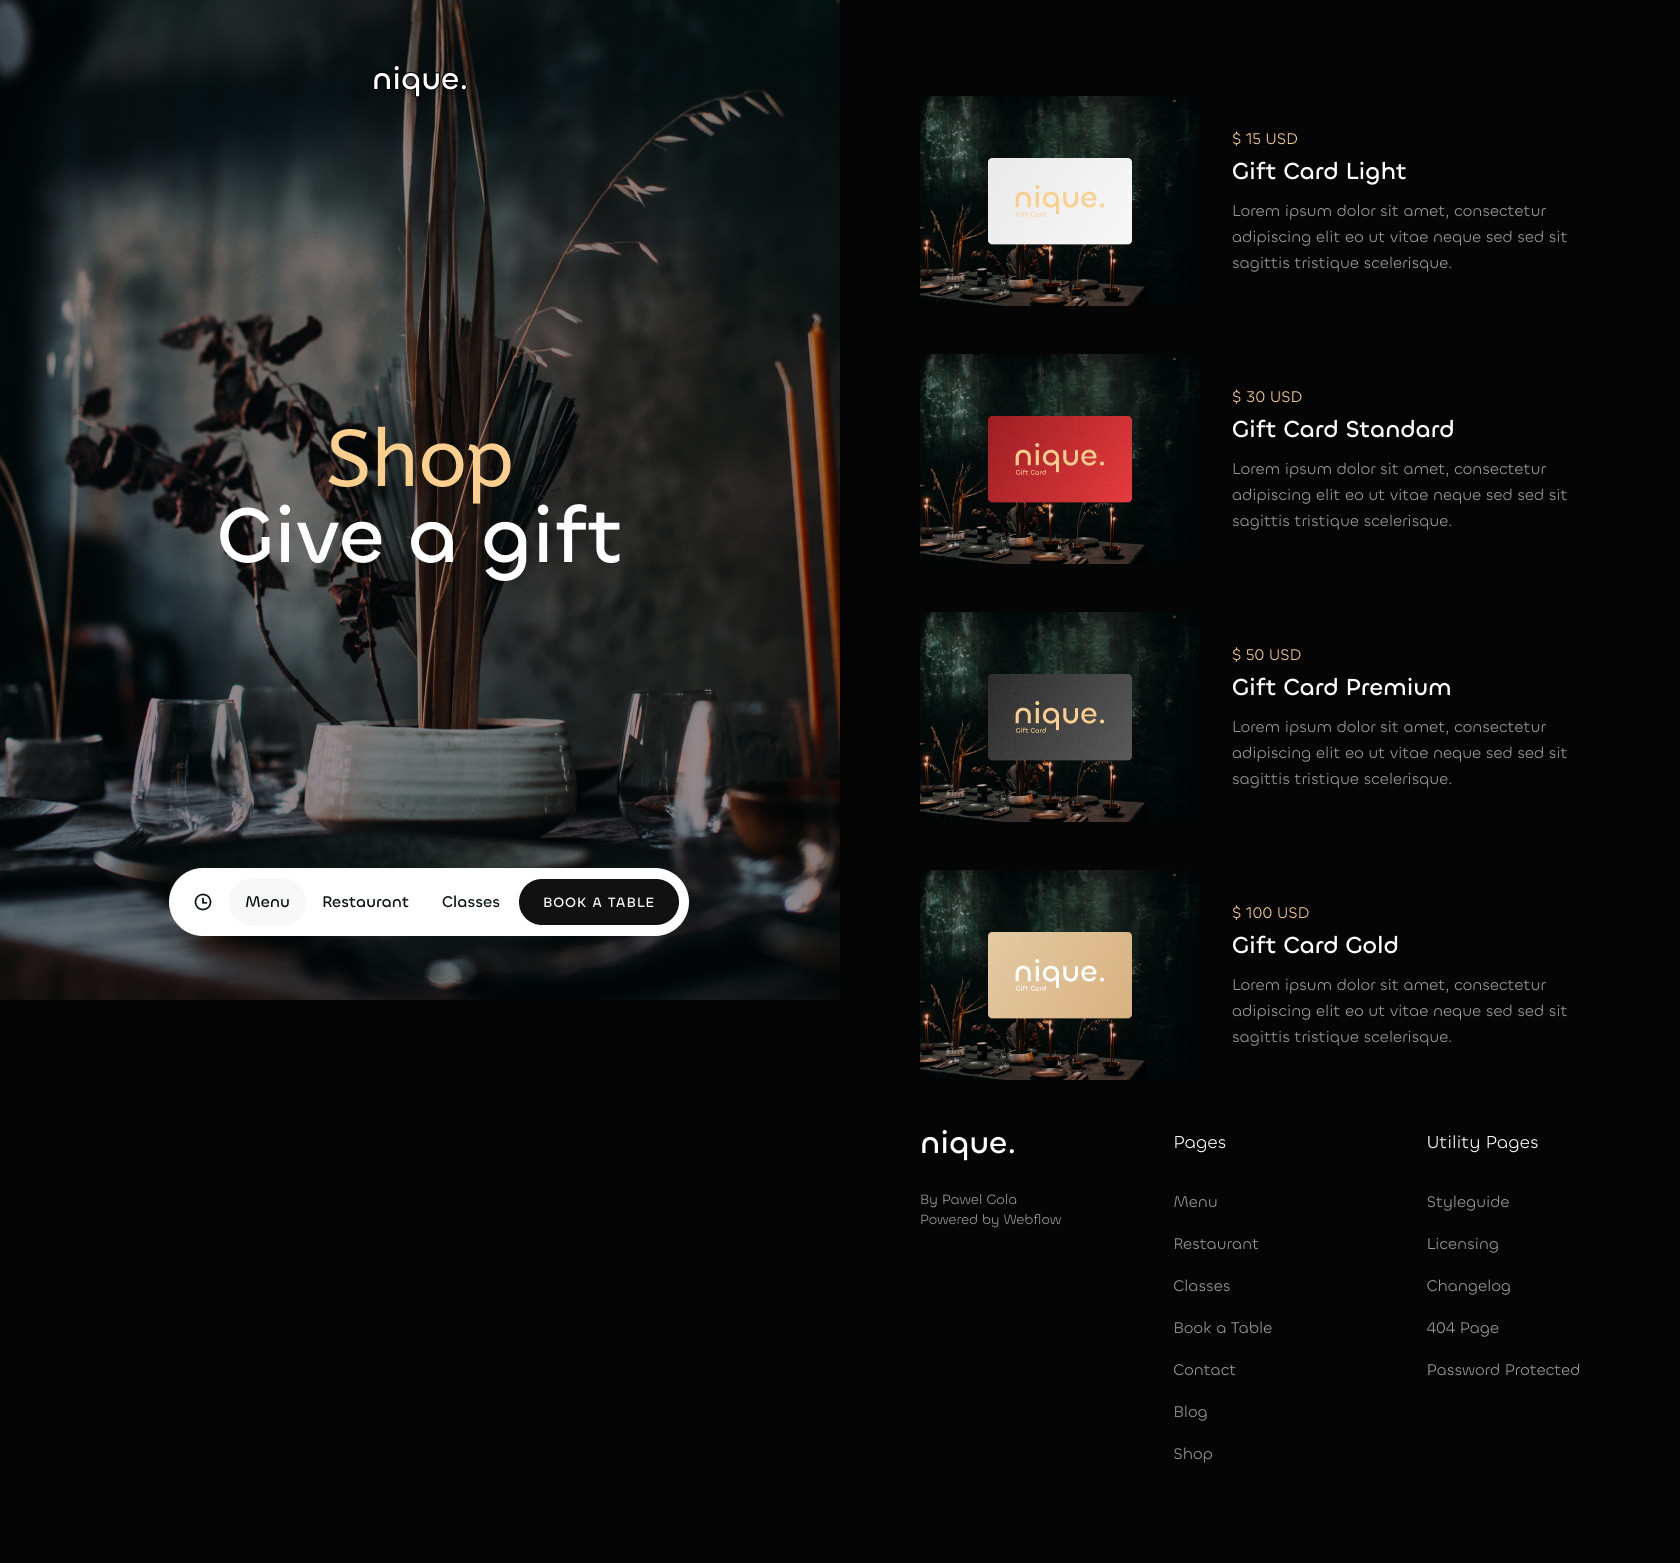 nique.
Shop
Give a gift
Menu
Restaurant
Classes
BOOK A TABLE
nique.
Gift Card
$ 15 USD
Gift Card Light
Lorem ipsum dolor sit amet, consectetur
adipiscing elit eo ut vitae neque sed sed sit
sagittis tristique scelerisque.
nique.
Gift Card
$ 30 USD
Gift Card Standard
Lorem ipsum dolor sit amet, consectetur
adipiscing elit eo ut vitae neque sed sed sit
sagittis tristique scelerisque.
nique.
Gift Card
$ 50 USD
Gift Card Premium
Lorem ipsum dolor sit amet, consectetur
adipiscing elit eo ut vitae neque sed sed sit
sagittis tristique scelerisque.
nique.
Gift Card
$ 100 USD
Gift Card Gold
Lorem ipsum dolor sit amet, consectetur
adipiscing elit eo ut vitae neque sed sed sit
sagittis tristique scelerisque.
nique.
By Pawel Gola
Powered by Webflow
Pages
Menu
Restaurant
Classes
Book a Table
Contact
Blog
Shop
Utility Pages
Styleguide
Licensing
Changelog
404 Page
Password Protected